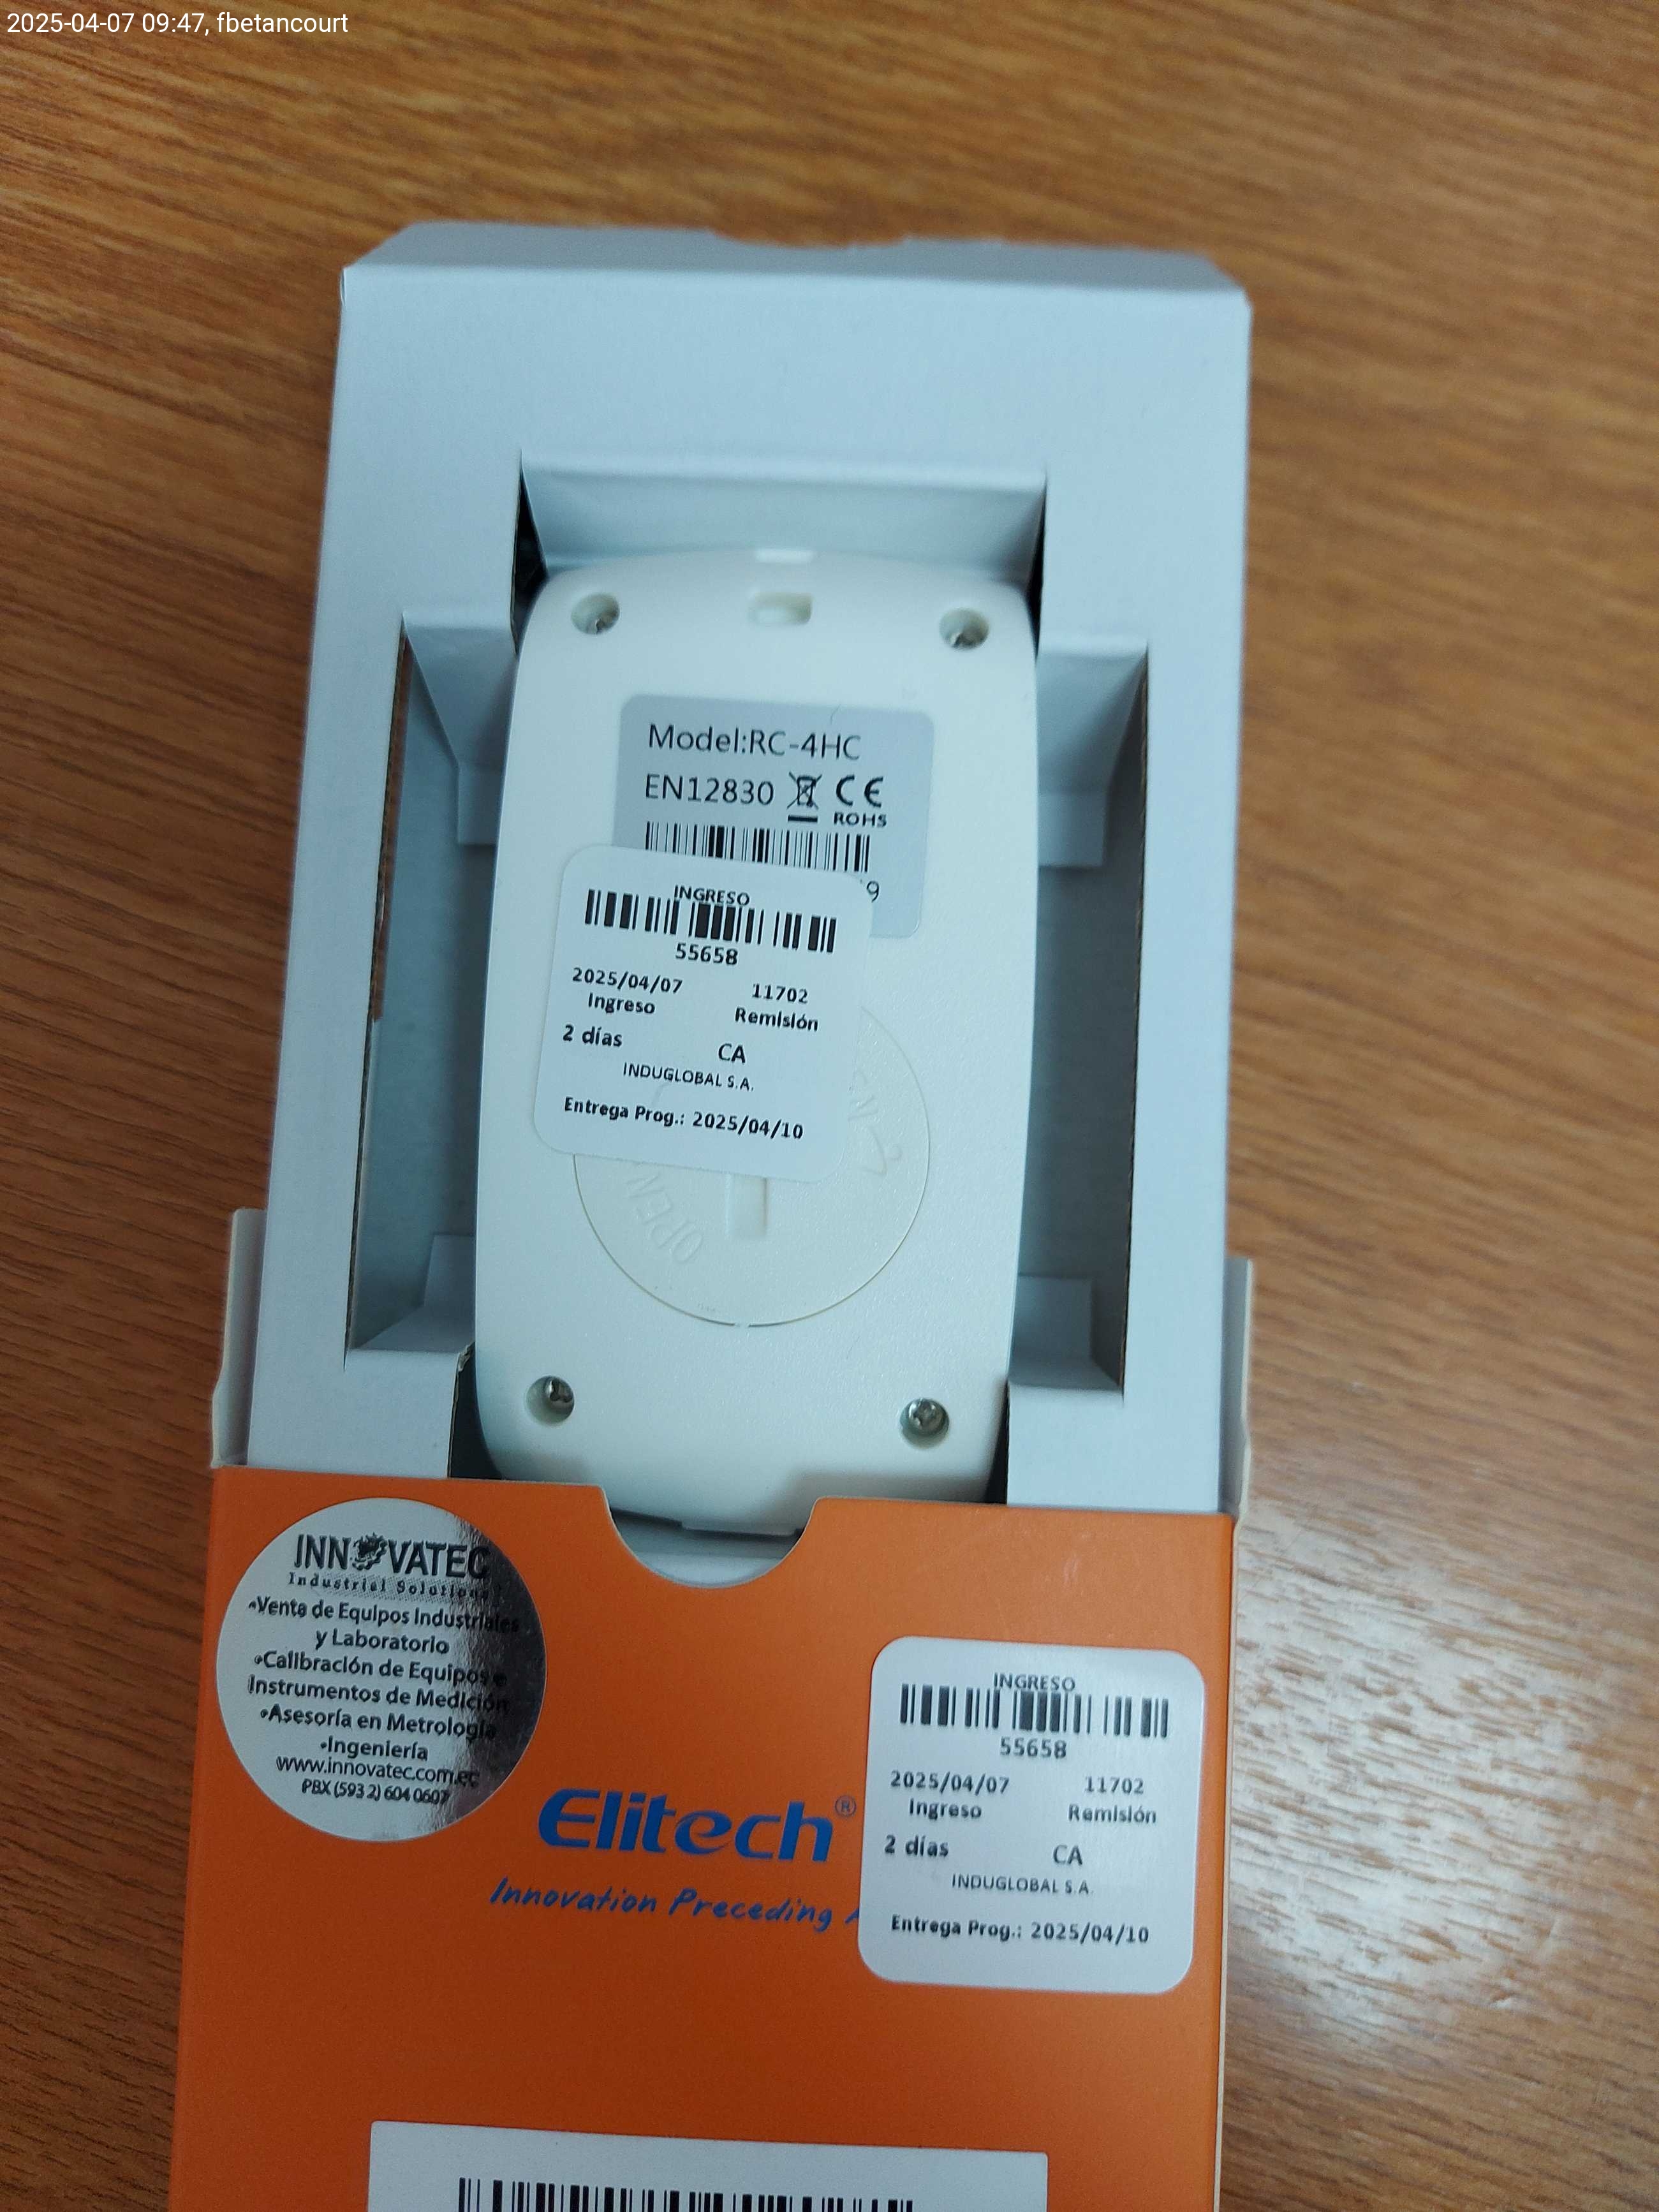 2025-04-07 09:47, fbetancourt
Model:RC-4HC
EN12830 CE
ROHS
9
INGRESO
55658
2025/04/07 11702
Ingreso Remisión
2 días CA
INDUGLOBAL S.A.
Entrega Prog.: 2025/04/10
OPEN
INNOVATEC
Industrial Solutions
•Venta de Equipos Industriales
y Laboratorio
•Calibración de Equipos e
Instrumentos de Medición
•Asesoría en Metrología
•Ingeniería
www.innovatec.com.ec
PBX (593 2) 604 0607
Elitech®
Innovation Preceding
INGRESO
55658
2025/04/07 11702
Ingreso Remisión
2 días CA
INDUGLOBAL S.A.
Entrega Prog.: 2025/04/10